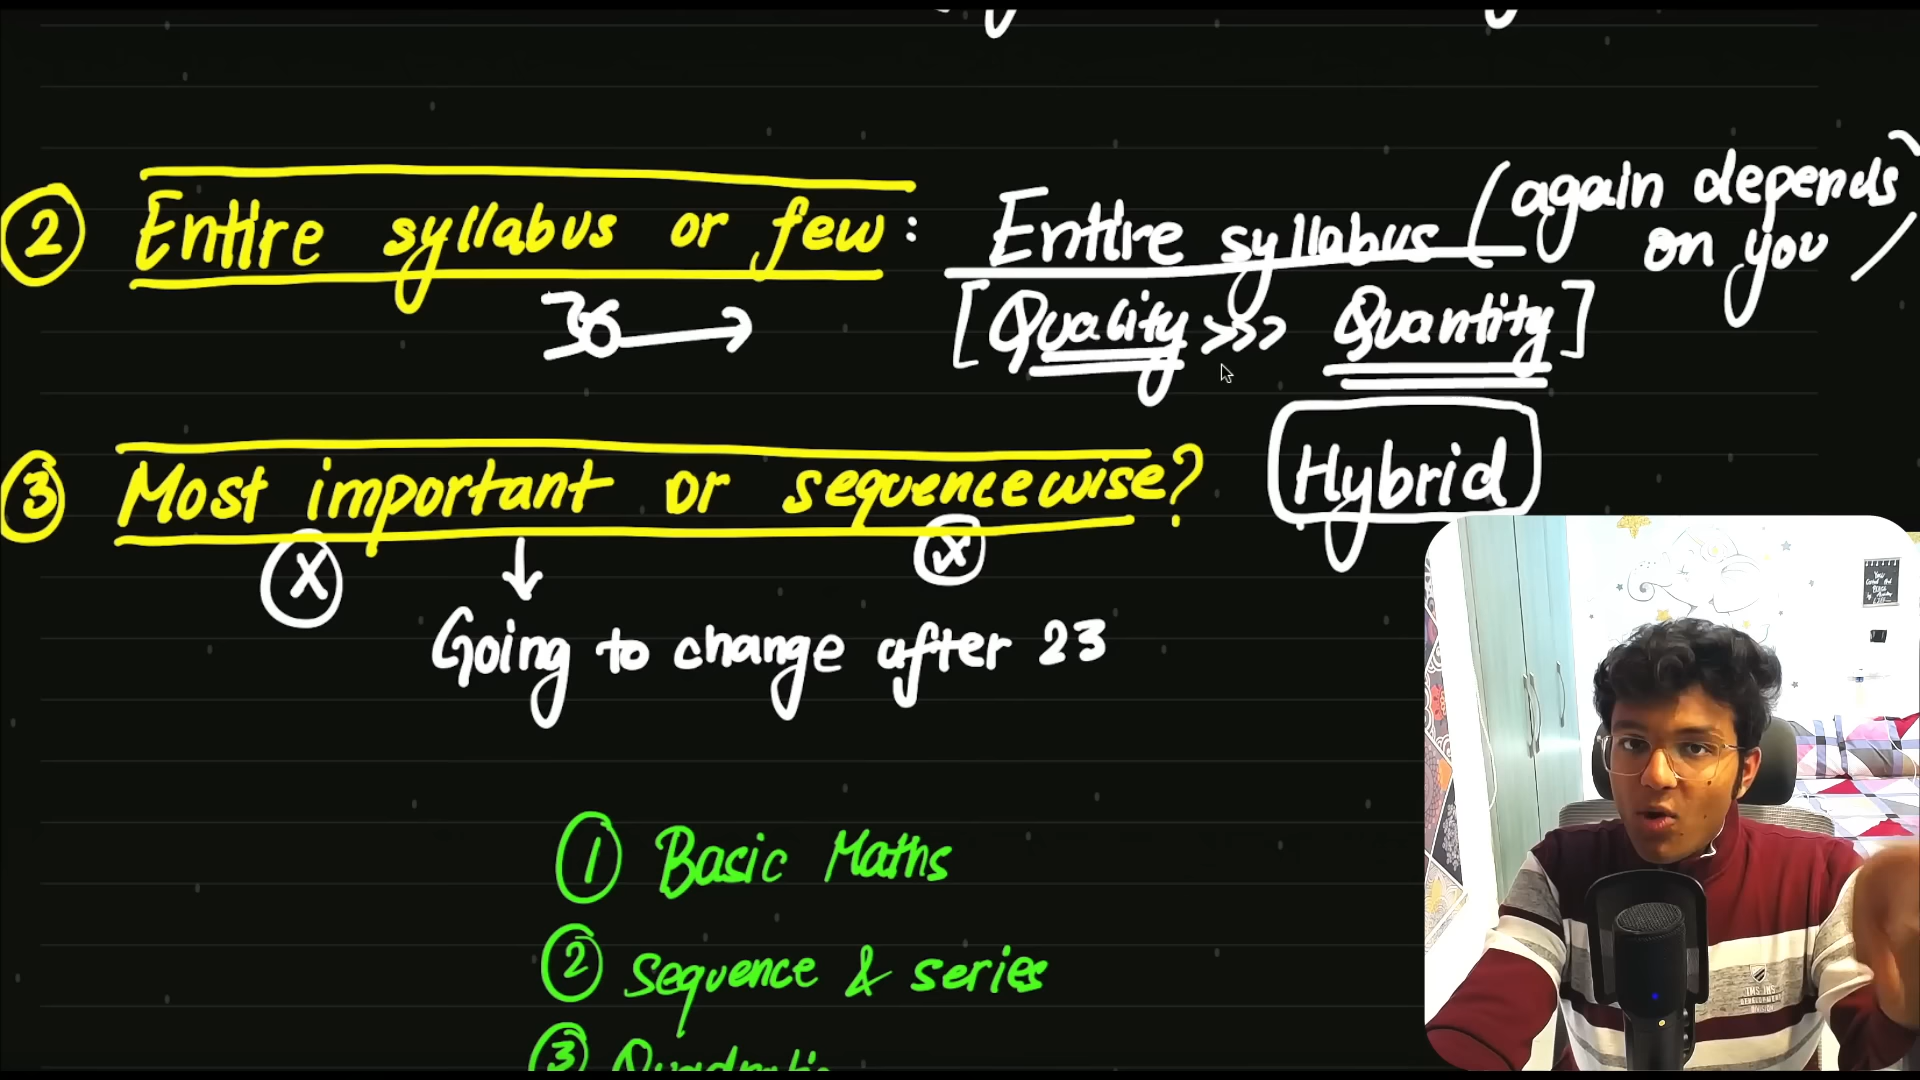 ② Entire syllabus or few : Entire syllabus (again depends on you)
36 → [Quality >>> Quantity]
③ Most important or sequencewise? Hybrid
X ↓ X
Going to change after 23
① Basic Maths
② Sequence & series
③